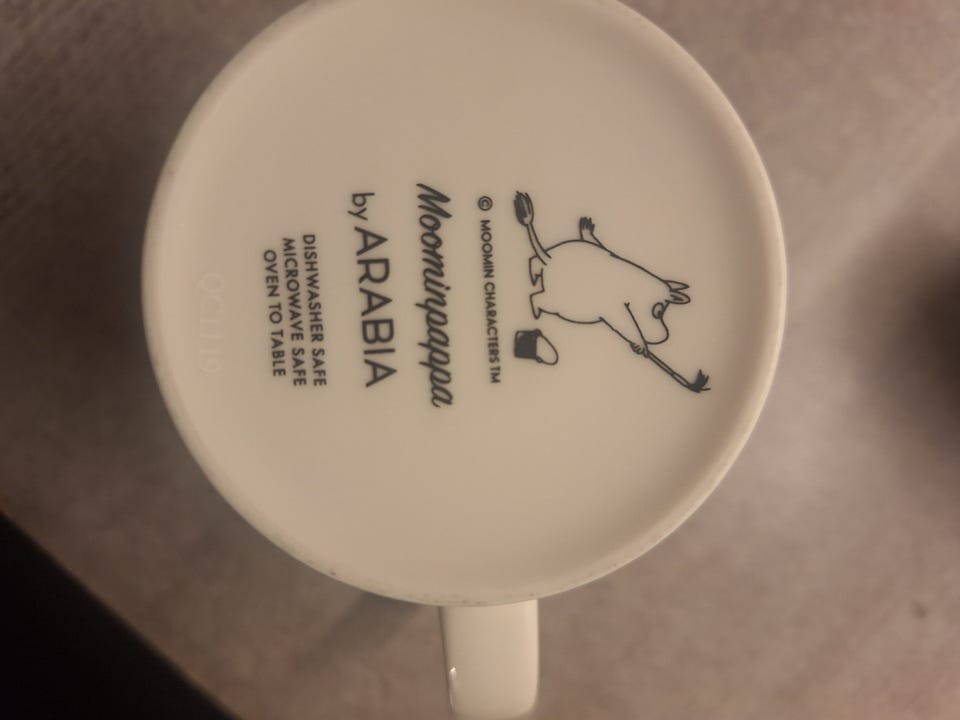 © MOOMIN CHARACTERS TM
Moominpappa
by ARABIA
DISHWASHER SAFE
MICROWAVE SAFE
OVEN TO TABLE